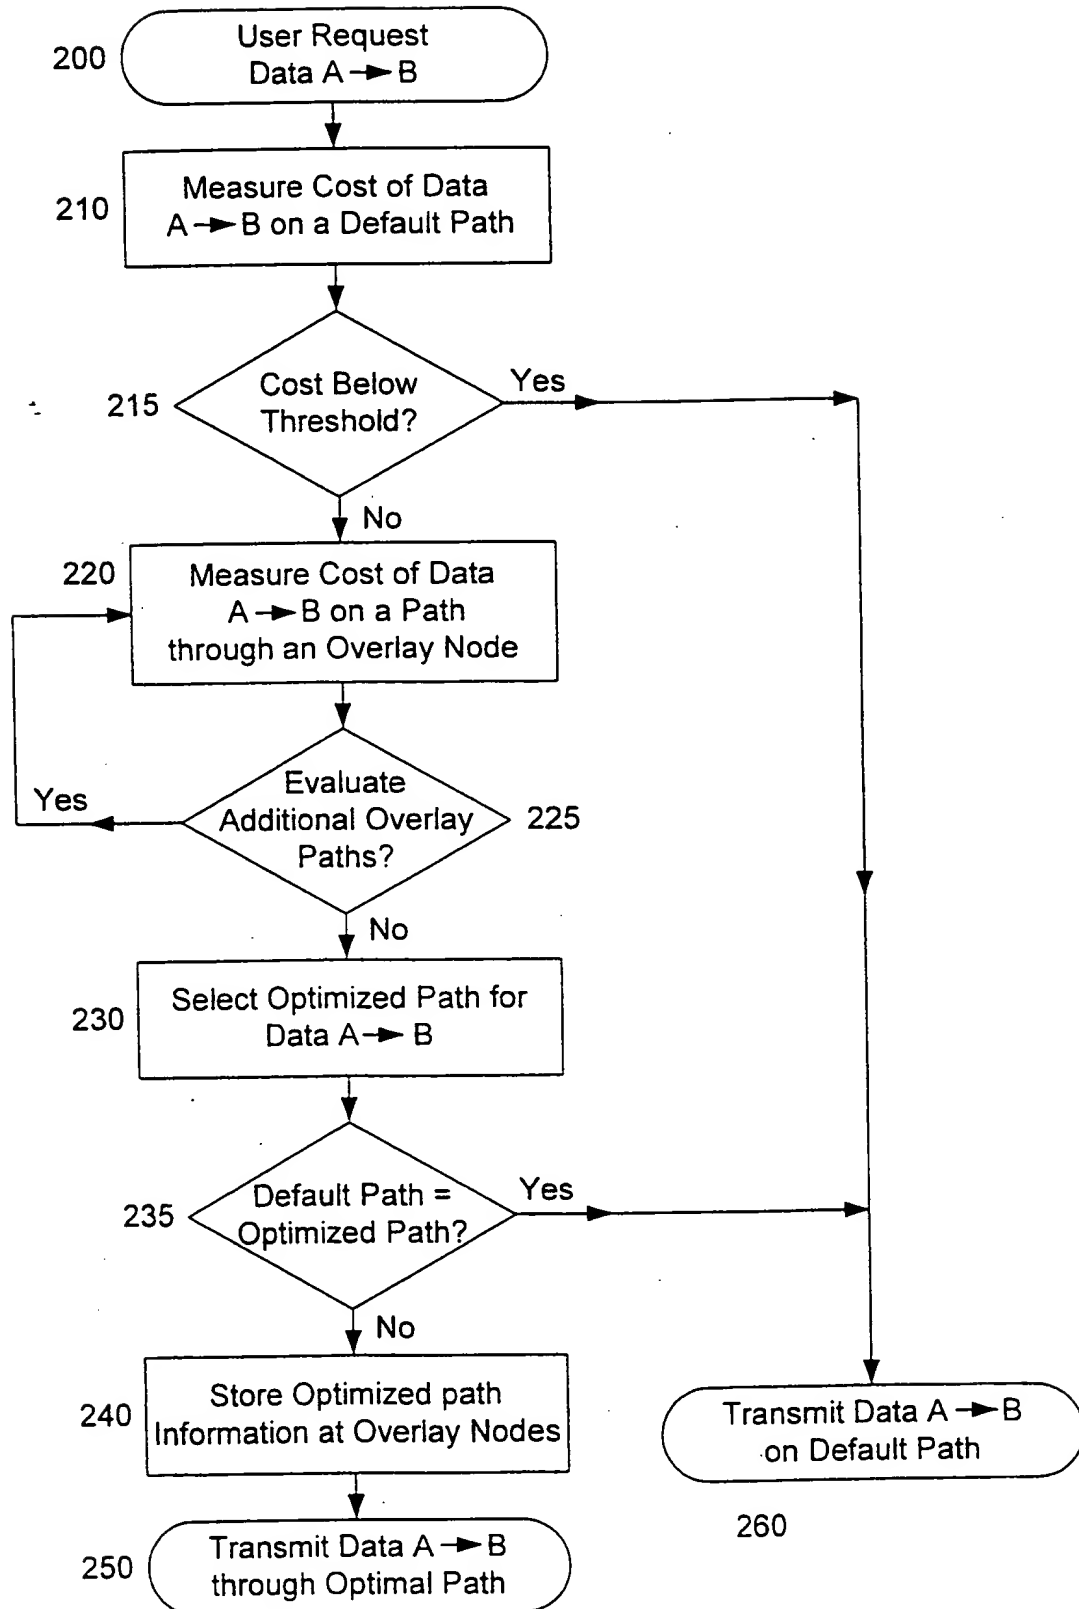 200
User Request
Data A → B
210
Measure Cost of Data
A → B on a Default Path
215
Cost Below
Threshold?
Yes
No
220
Measure Cost of Data
A → B on a Path
through an Overlay Node
Yes
Evaluate
Additional Overlay
Paths?
225
No
230
Select Optimized Path for
Data A → B
235
Default Path =
Optimized Path?
Yes
No
240
Store Optimized path
Information at Overlay Nodes
Transmit Data A → B
on Default Path
260
250
Transmit Data A → B
through Optimal Path